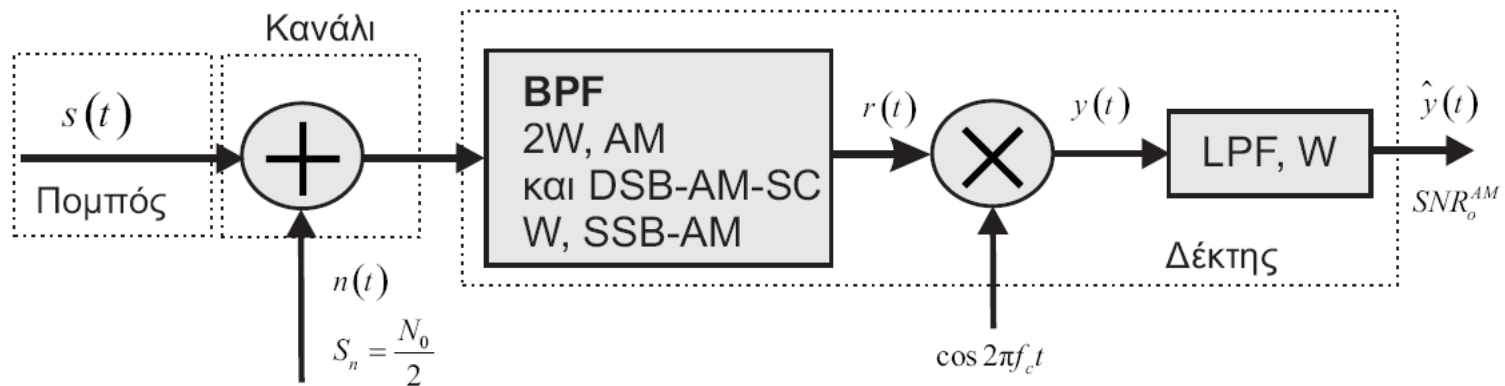 Κανάλι
s(t)
Πομπός
n(t)
S_n = N_0/2
BPF
2W, AM
και DSB-AM-SC
W, SSB-AM
r(t)
y(t)
cos 2πf_c t
LPF, W
ŷ(t)
SNR_o^{AM}
Δέκτης